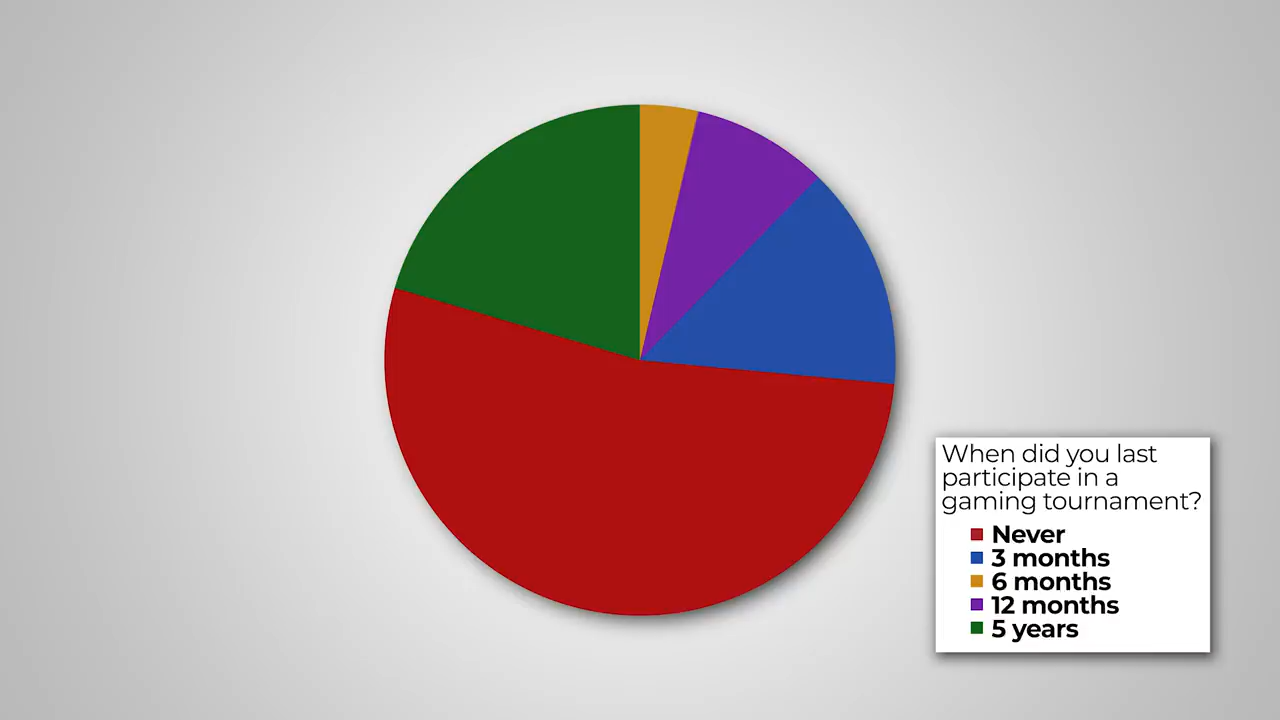 When did you last
participate in a
gaming tournament?
Never
3 months
6 months
12 months
5 years